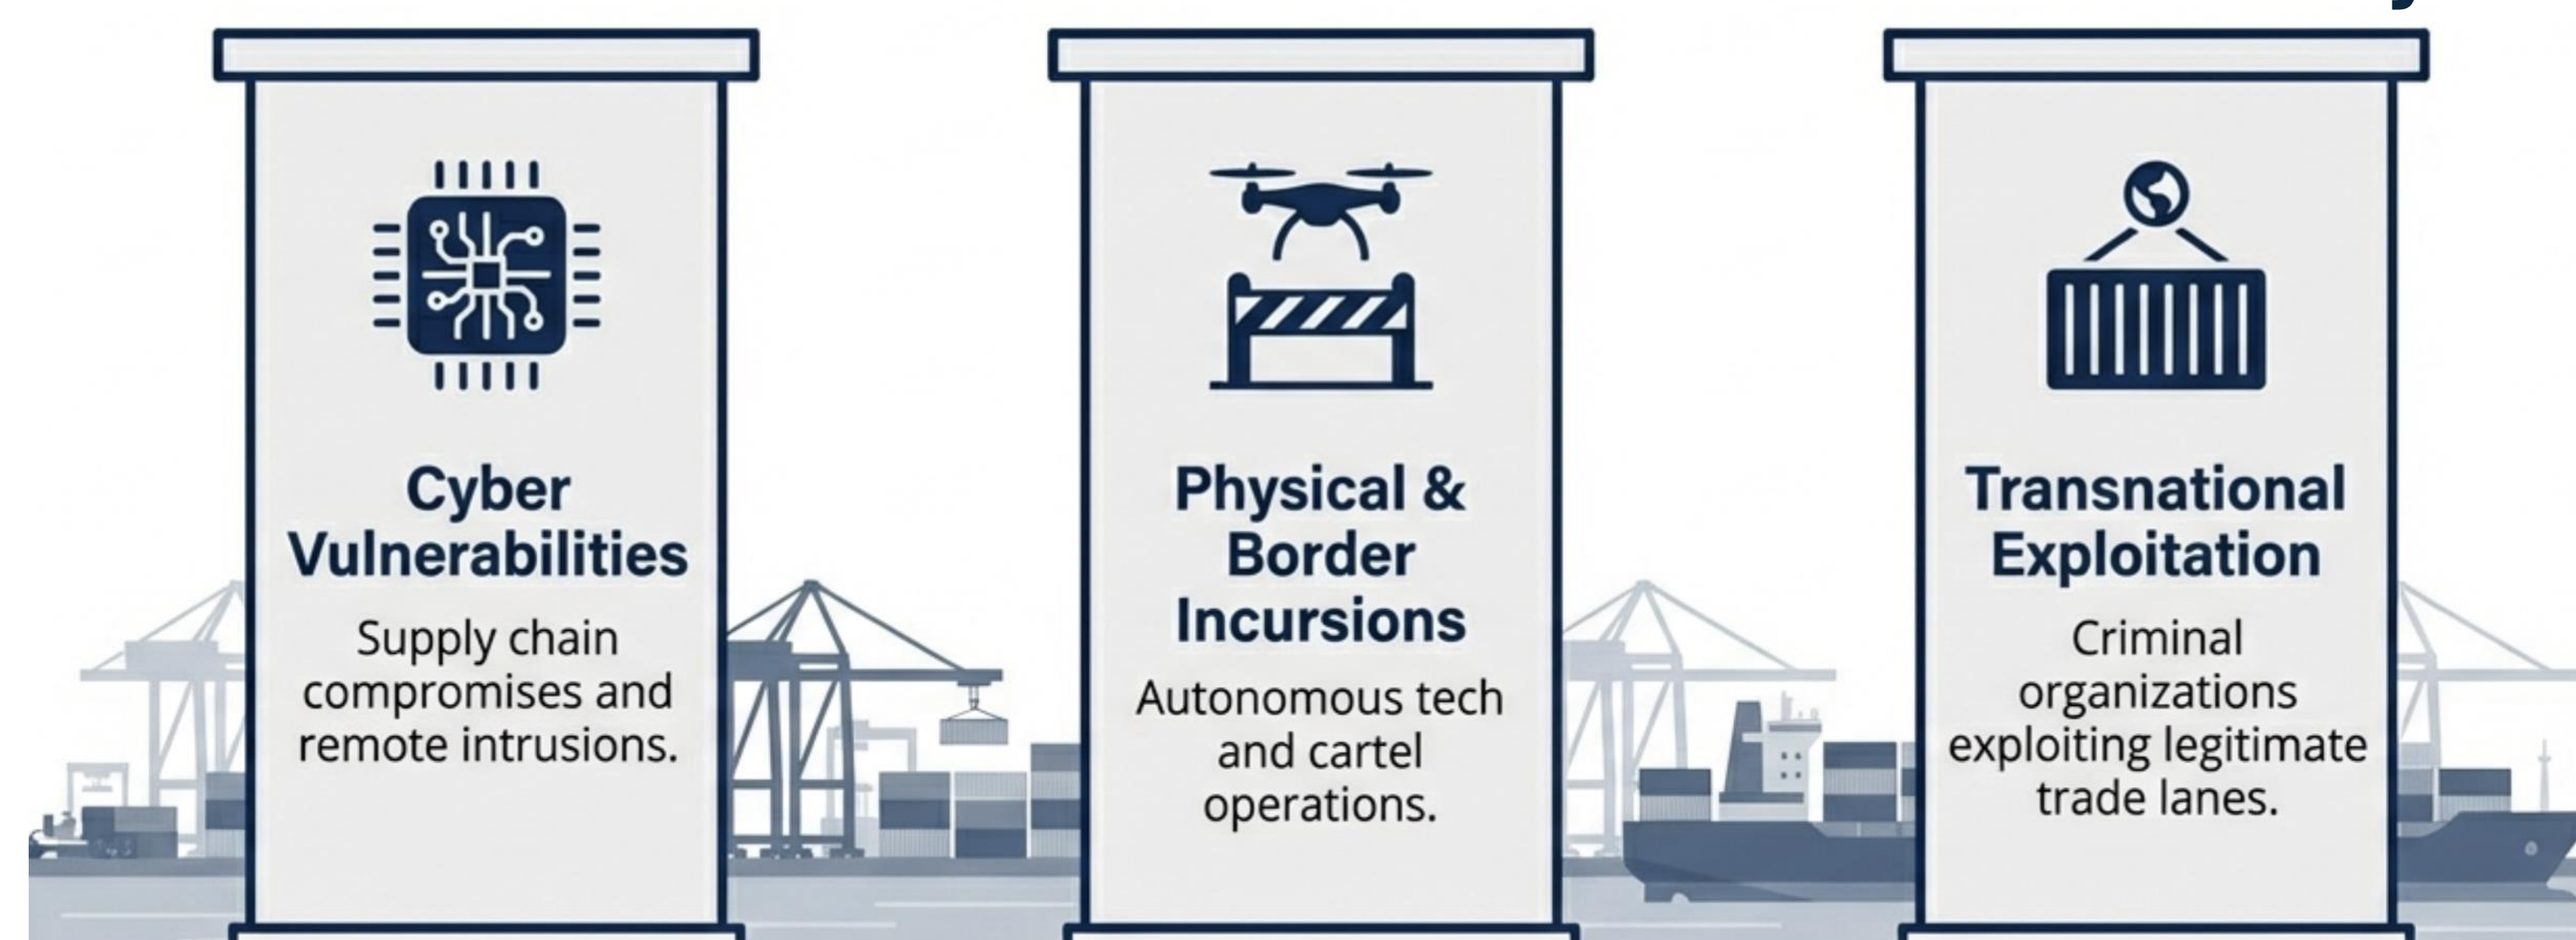 Cyber
Vulnerabilities
Supply chain
compromises and
remote intrusions.
Physical &
Border
Incursions
Autonomous tech
and cartel
operations.
Transnational
Exploitation
Criminal
organizations
exploiting legitimate
trade lanes.